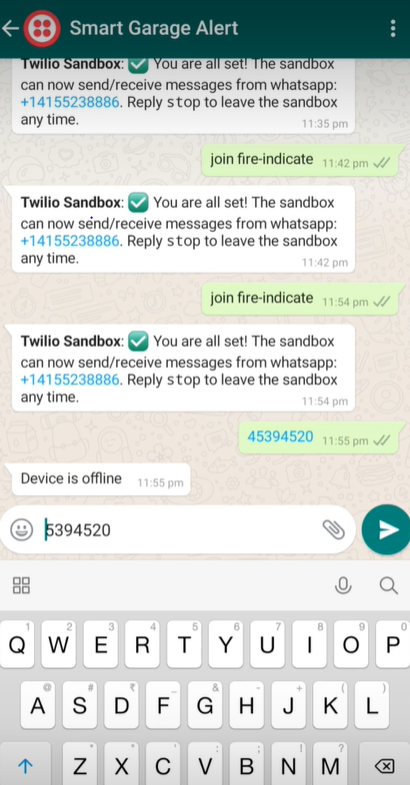 Smart Garage Alert
Twilio Sandbox: ✅ You are all set! The sandbox
can now send/receive messages from whatsapp:
+14155238886. Reply stop to leave the sandbox
any time. 11:35 pm
join fire-indicate 11:42 pm
Twilio Sandbox: ✅ You are all set! The sandbox
can now send/receive messages from whatsapp:
+14155238886. Reply stop to leave the sandbox
any time. 11:42 pm
join fire-indicate 11:54 pm
Twilio Sandbox: ✅ You are all set! The sandbox
can now send/receive messages from whatsapp:
+14155238886. Reply stop to leave the sandbox
any time. 11:54 pm
45394520 11:55 pm
Device is offline 11:55 pm
5394520
1 2 3 4 5 6 7 8 9 0
Q W E R T Y U I O P
@ # ₹ _ & - + ( )
A S D F G H J K L
* " ' : ; ! ?
Z X C V B N M